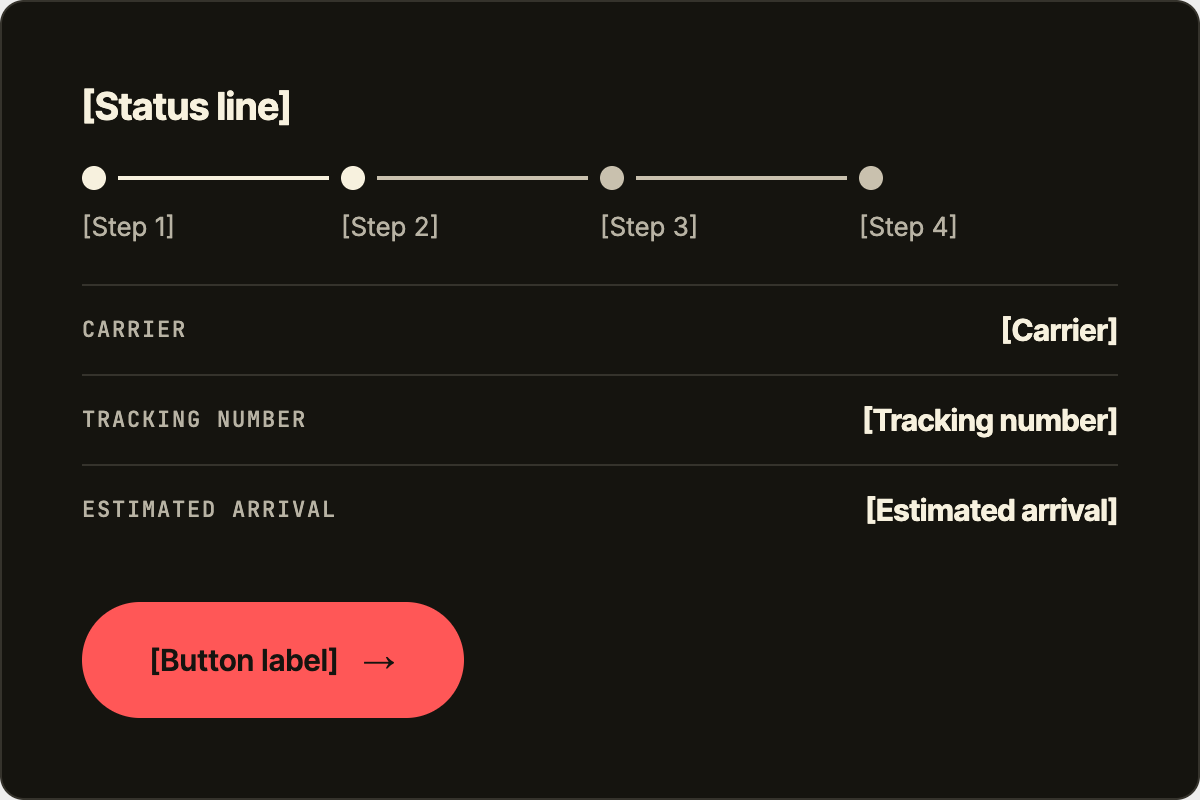 [Status line]
[Step 1] [Step 2] [Step 3] [Step 4]
CARRIER [Carrier]
TRACKING NUMBER [Tracking number]
ESTIMATED ARRIVAL [Estimated arrival]
[Button label] →